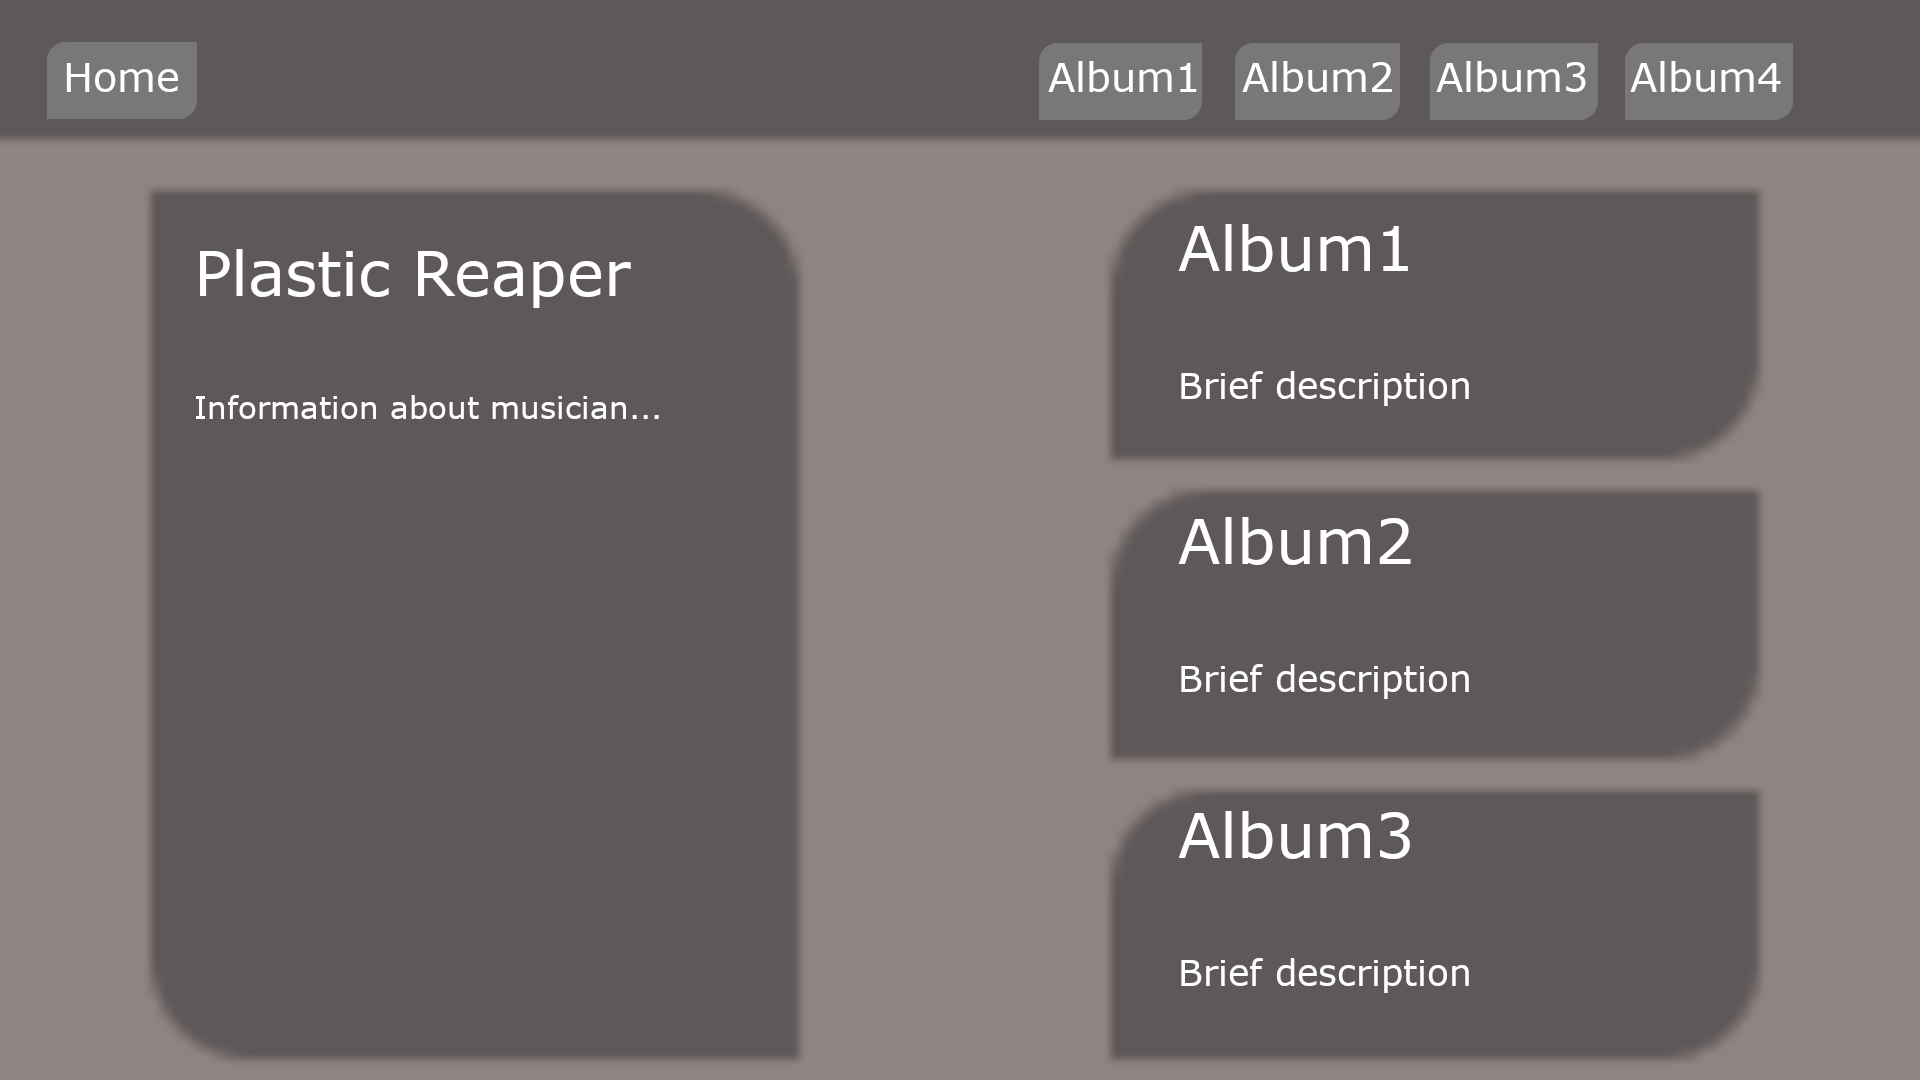 Home
Album1
Album2
Album3
Album4
Plastic Reaper
Information about musician...
Album1
Brief description
Album2
Brief description
Album3
Brief description